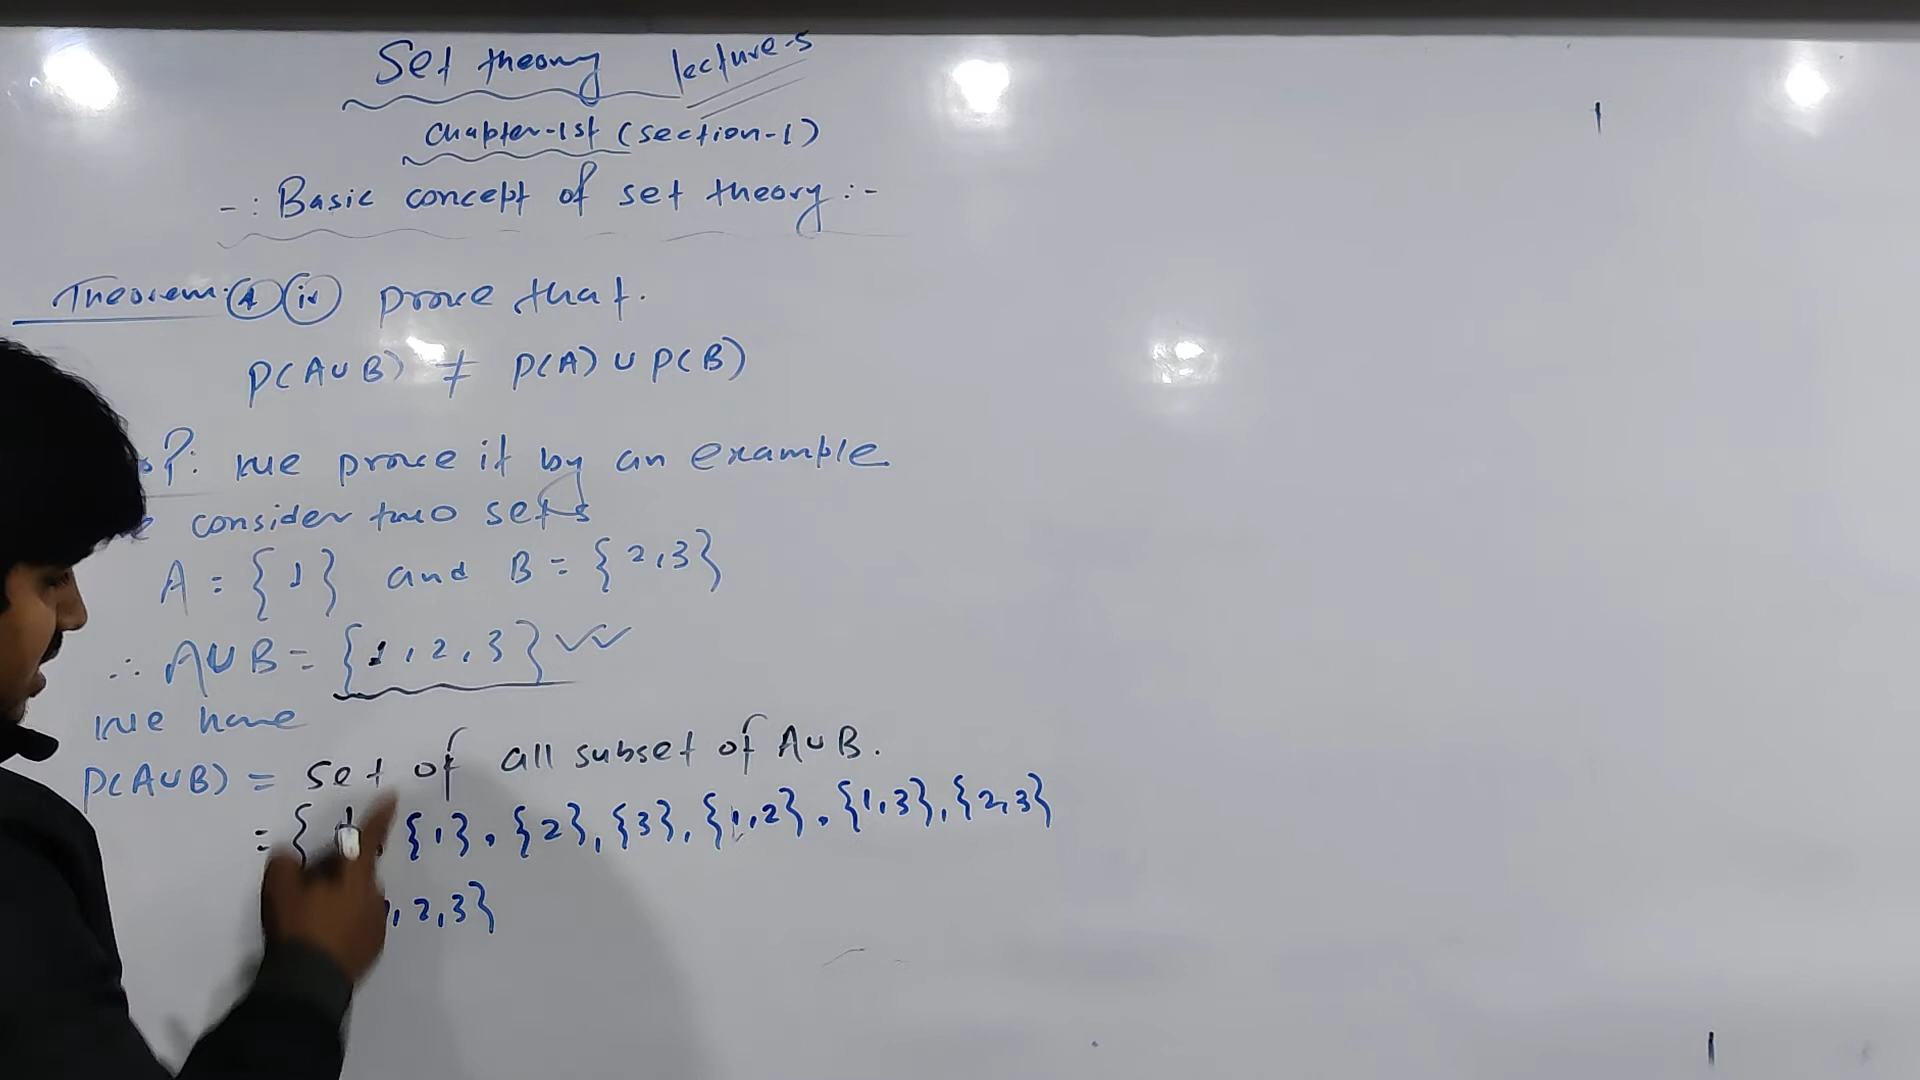 Set theory lecture-5
Chapter-1st (section-1)
-: Basic concept of set theory :-
Theorem: 4 iv prove that.
P(A∪B) ≠ P(A) ∪ P(B)
we prove it by an example
consider two sets
A = {1} and B = {2,3}
∴ A∪B = {1,2,3}
we have
P(A∪B) = set of all subset of A∪B.
= { {1}, {2}, {3}, {1,2}, {1,3}, {2,3}
,2,3}